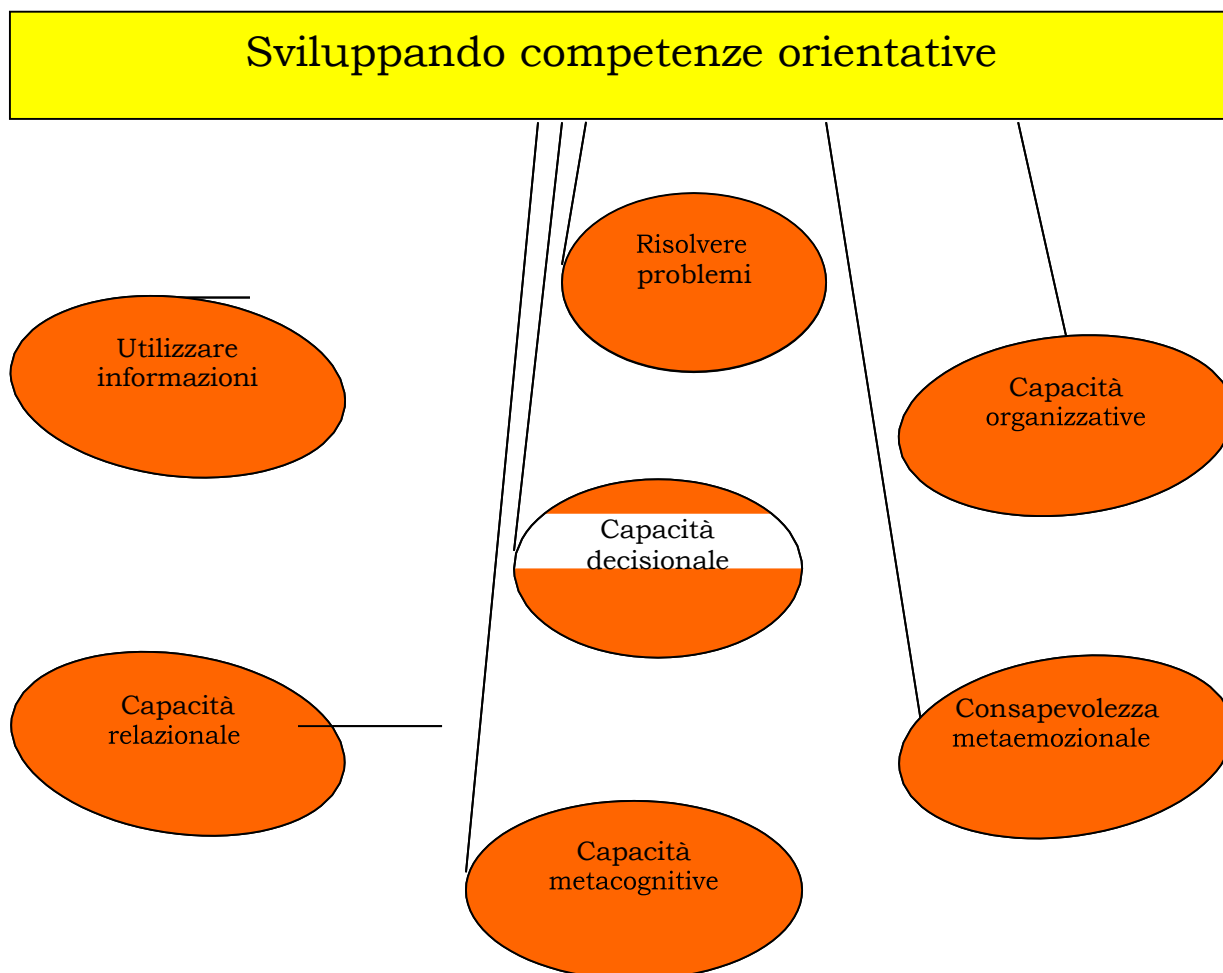 Sviluppando competenze orientative
Risolvere
problemi
Utilizzare
informazioni
Capacità
organizzative
Capacità
decisionale
Capacità
relazionale
Consapevolezza
metaemozionale
Capacità
metacognitive